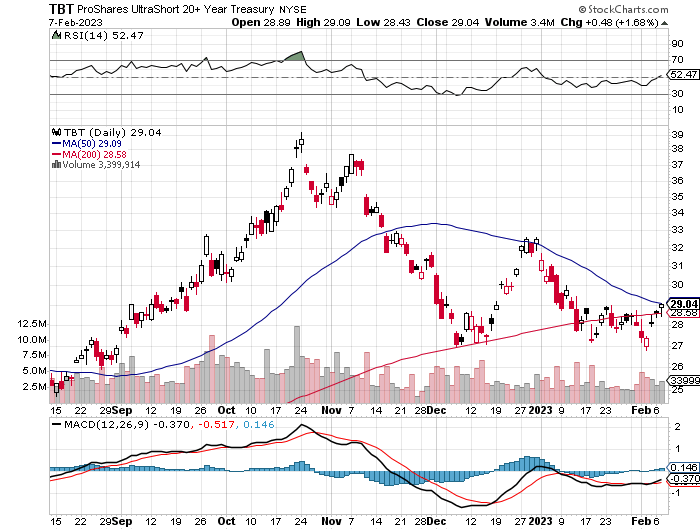 TBT ProShares UltraShort 20+ Year Treasury NYSE
© StockCharts.com
7-Feb-2023
Open 28.89 High 29.09 Low 28.43 Close 29.04 Volume 3.4M Chg +0.48 (+1.68%)
RSI(14) 52.47
90
70
52.47
30
10
TBT (Daily) 29.04
MA(50) 29.09
MA(200) 28.58
Volume 3,399,914
39
38
37
36
35
34
33
32
31
30
29.04
28.58
27
26
25
12.5M
10.0M
7.5M
5.0M
2.5M
15 22 29 Sep 12 19 26 Oct 10 17 24 Nov 7 14 21 28 Dec 12 19 27 2023 9 17 23 Feb 6
MACD(12,26,9) -0.370, -0.517, 0.146
2
1
0.146
-0.370
15 22 29 Sep 12 19 26 Oct 10 17 24 Nov 7 14 21 28 Dec 12 19 27 2023 9 17 23 Feb 6